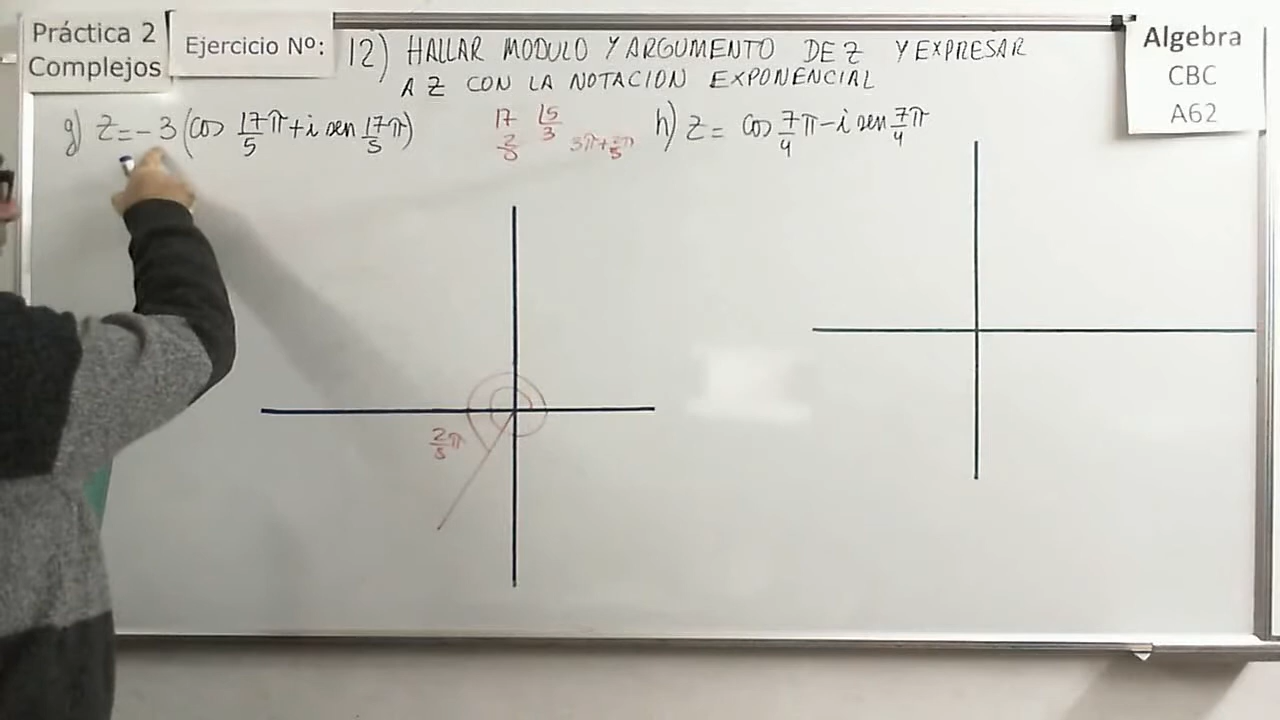 Práctica 2
Complejos
Ejercicio Nº:
12) HALLAR MODULO Y ARGUMENTO DE Z Y EXPRESAR
A Z CON LA NOTACION EXPONENCIAL
Algebra
CBC
A62
g) Z = -3 (cos 17/5 π + i sen 17/5 π)
17 |5
2 3
5
3π + 2/5 π
h) Z = cos 7/4 π - i sen 7/4 π
2/5 π